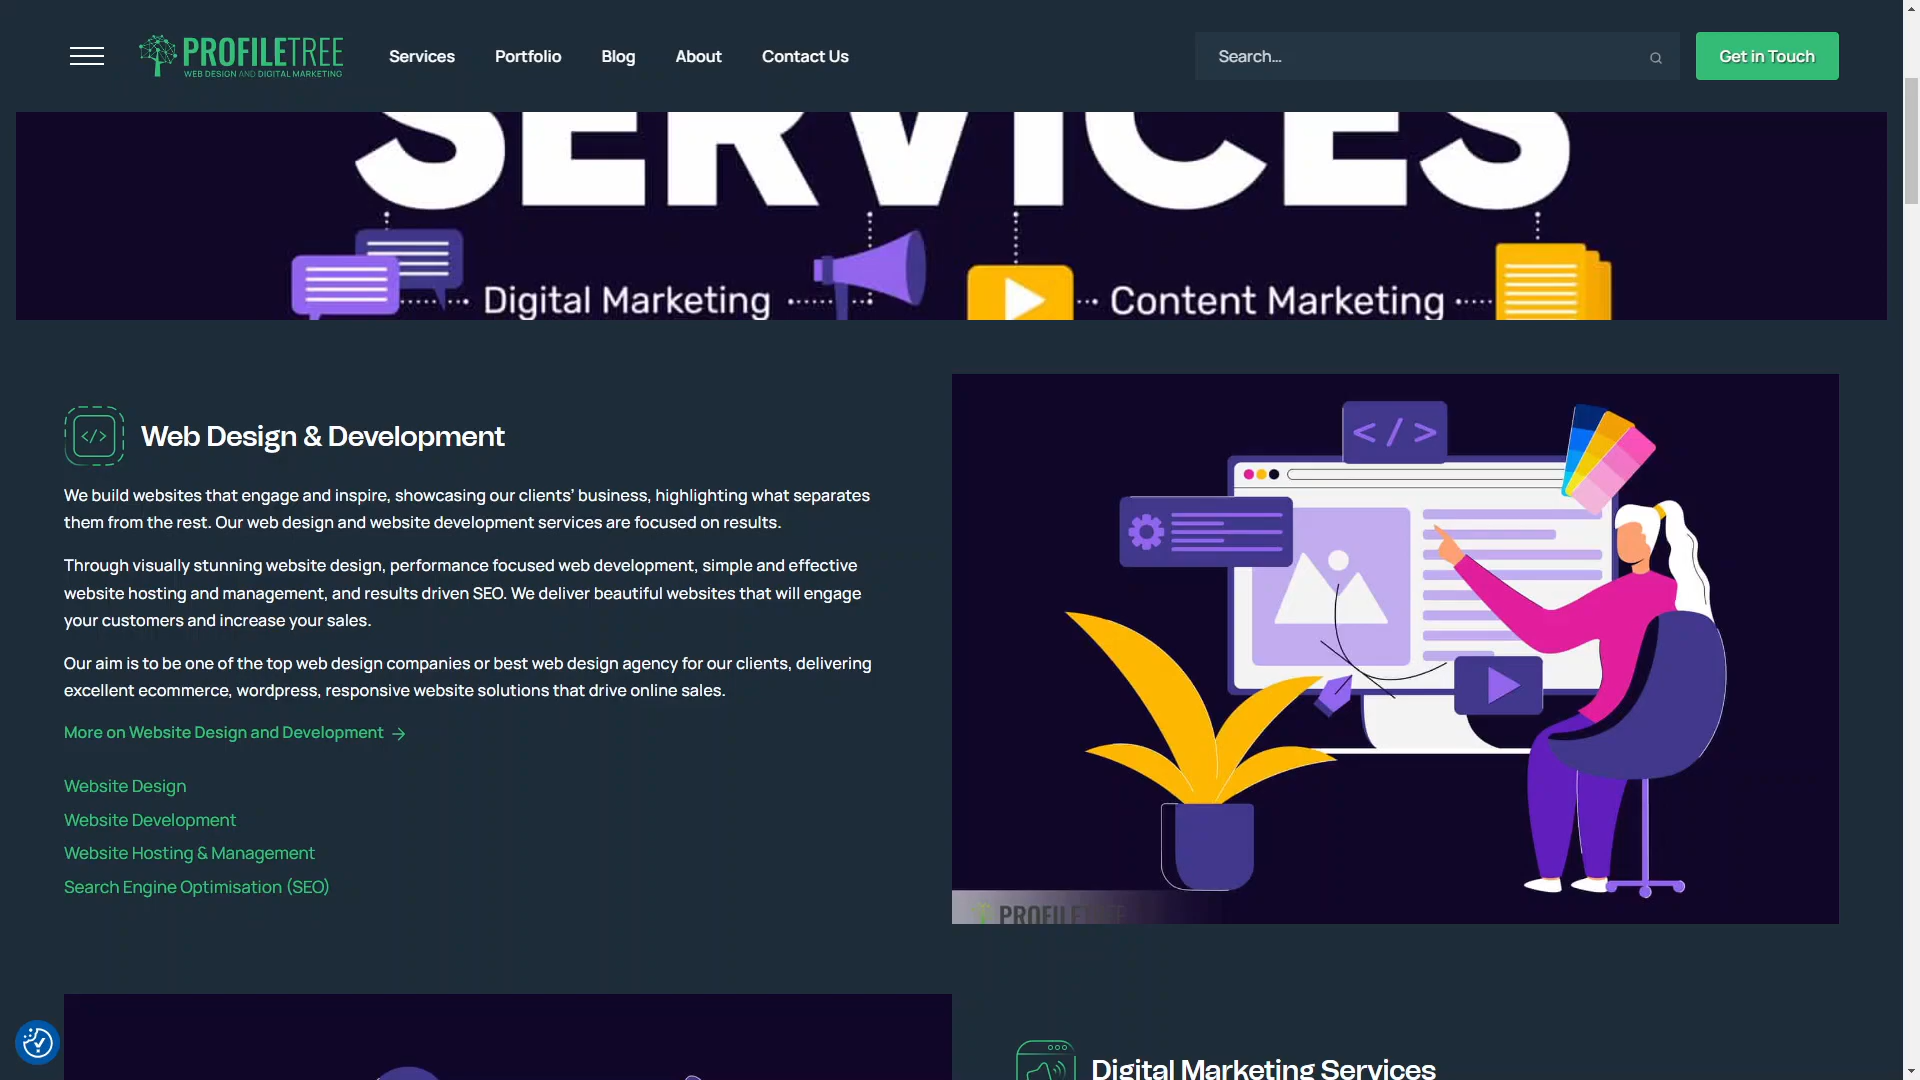 PROFILETREE
WEB DESIGN AND DIGITAL MARKETING
Services
Portfolio
Blog
About
Contact Us
Search...
Get in Touch
SERVICES
Digital Marketing
Content Marketing
</>
Web Design & Development
We build websites that engage and inspire, showcasing our clients’ business, highlighting what separates
them from the rest. Our web design and website development services are focused on results.
Through visually stunning website design, performance focused web development, simple and effective
website hosting and management, and results driven SEO. We deliver beautiful websites that will engage
your customers and increase your sales.
Our aim is to be one of the top web design companies or best web design agency for our clients, delivering
excellent ecommerce, wordpress, responsive website solutions that drive online sales.
More on Website Design and Development
Website Design
Website Development
Website Hosting & Management
Search Engine Optimisation (SEO)
</>
PROFILETREE
Digital Marketing Services